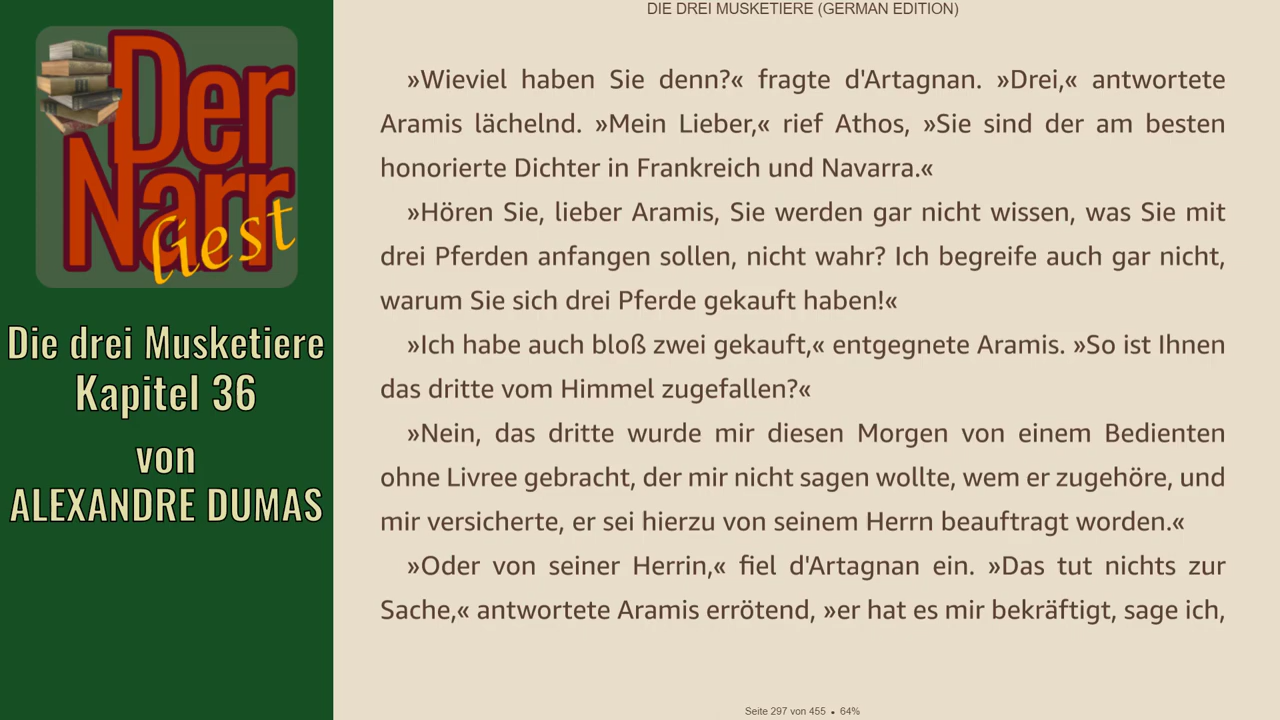 Der
Narr
liest
Die drei Musketiere
Kapitel 36
von
ALEXANDRE DUMAS
DIE DREI MUSKETIERE (GERMAN EDITION)
»Wieviel haben Sie denn?« fragte d'Artagnan. »Drei,« antwortete
Aramis lächelnd. »Mein Lieber,« rief Athos, »Sie sind der am besten
honorierte Dichter in Frankreich und Navarra.«
»Hören Sie, lieber Aramis, Sie werden gar nicht wissen, was Sie mit
drei Pferden anfangen sollen, nicht wahr? Ich begreife auch gar nicht,
warum Sie sich drei Pferde gekauft haben!«
»Ich habe auch bloß zwei gekauft,« entgegnete Aramis. »So ist Ihnen
das dritte vom Himmel zugefallen?«
»Nein, das dritte wurde mir diesen Morgen von einem Bedienten
ohne Livree gebracht, der mir nicht sagen wollte, wem er zugehöre, und
mir versicherte, er sei hierzu von seinem Herrn beauftragt worden.«
»Oder von seiner Herrin,« fiel d'Artagnan ein. »Das tut nichts zur
Sache,« antwortete Aramis errötend, »er hat es mir bekräftigt, sage ich,
Seite 297 von 455 • 64%